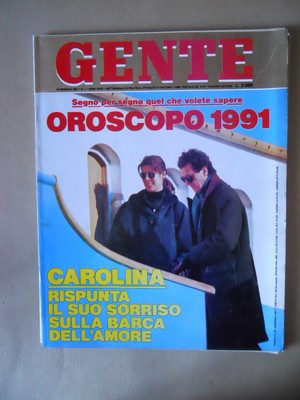 GENTE
Segno per segno quel che volete sapere
OROSCOPO 1991
CAROLINA
RISPUNTA
IL SUO SORRISO
SULLA BARCA
DELL'AMORE